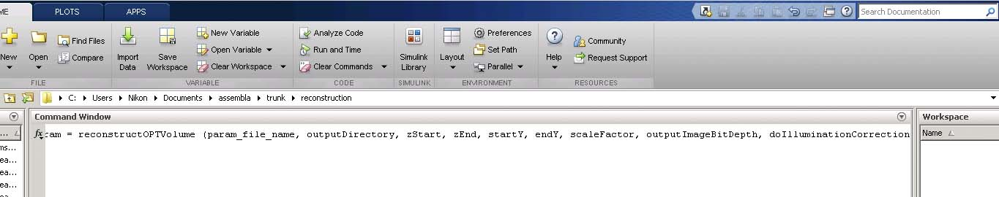 ME PLOTS APPS Search Documentation
New Open Find Files Compare
Import Data Save Workspace New Variable Open Variable Clear Workspace
Analyze Code Run and Time Clear Commands
Simulink Library
Layout Preferences Set Path Parallel
Help Community Request Support
FILE VARIABLE CODE SIMULINK ENVIRONMENT RESOURCES
C: Users Nikon Documents assembla trunk reconstruction
Command Window Workspace
... fx ram = reconstructOPTVolume (param_file_name, outputDirectory, zStart, zEnd, startY, endY, scaleFactor, outputImageBitDepth, doIlluminationCorrection Name
ms...
ea...
ea...
ea...